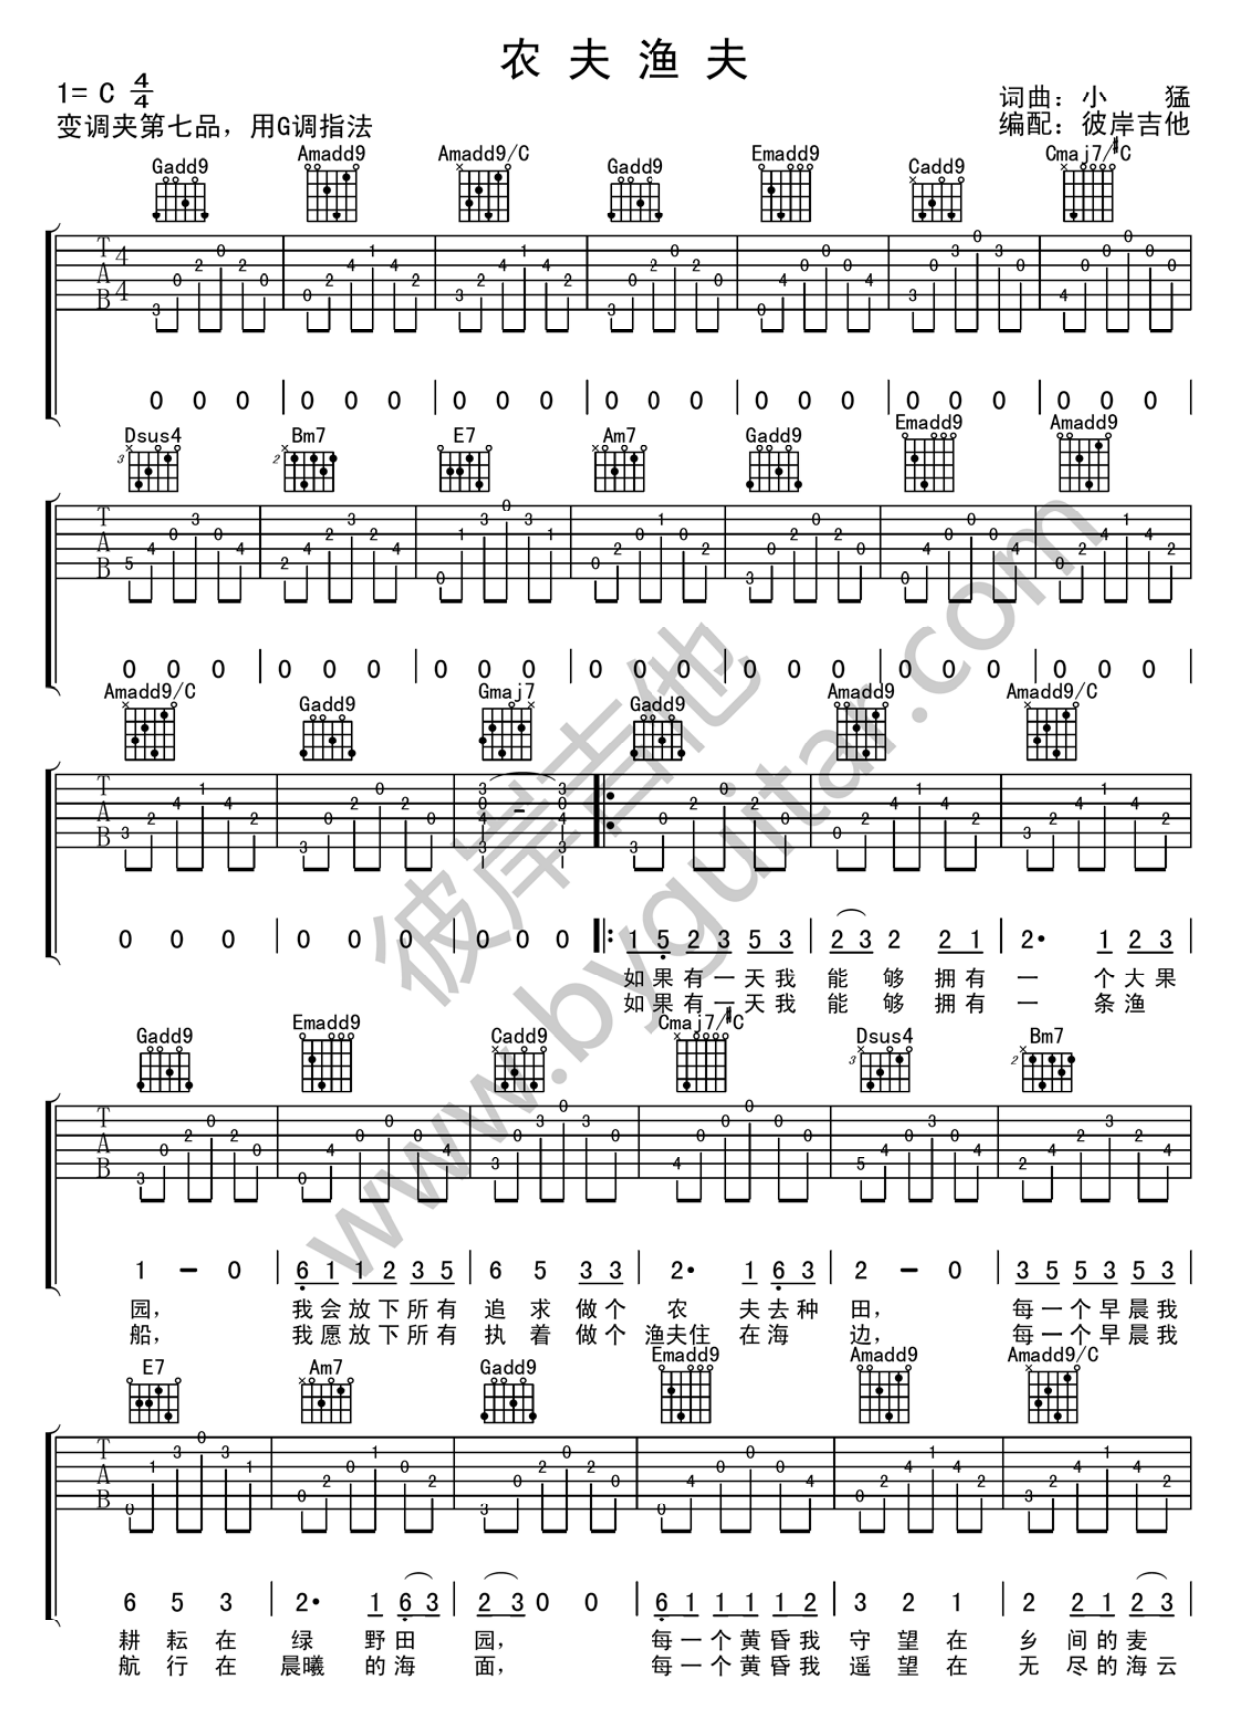 农夫渔夫
1= C 4/4
词曲：小 猛
变调夹第七品，用G调指法
编配：彼岸吉他
Gadd9 Amadd9 Amadd9/C Gadd9 Emadd9 Cadd9 Cmaj7/#C
T 4 0 2 0 2 0 3 A 4 B
0 0 0 | 0 0 0 | 0 0 0 | 0 0 0 | 0 0 0 | 0 0 0 | 0 0 0 |
Dsus4 Bm7 E7 Am7 Gadd9 Emadd9 Amadd9
0 0 0 | 0 0 0 | 0 0 0 | 0 0 0 | 0 0 0 | 0 0 0 | 0 0 0 |
Amadd9/C Gadd9 Gmaj7 Gadd9 Amadd9 Amadd9/C
0 0 0 | 0 0 0 | 0 0 0 |: 1 5 2 3 5 3 | 2 3 2 2 1 | 2· 1 2 3 |
如果有一天我 能 够 拥有 一 个大果
如果有一天我 能 够 拥有 一 条渔
Gadd9 Emadd9 Cadd9 Cmaj7/#C Dsus4 Bm7
1 - 0 | 6 1 1 2 3 5 | 6 5 3 3 | 2· 1 6 3 | 2 - 0 | 3 5 5 3 5 3 |
园， 我会放下所有 追 求 做个 农 夫去种 田， 每一个早晨我
船， 我愿放下所有 执 着 做个 渔夫住 在海 边， 每一个早晨我
E7 Am7 Gadd9 Emadd9 Amadd9 Amadd9/C
6 5 3 | 2· 1 6 3 | 2 3 0 0 | 6 1 1 1 1 2 | 3 2 1 | 2 2 1 2 3 |
耕 耘 在 绿 野田 园， 每一个黄昏我 守 望 在 乡 间的麦
航 行 在 晨曦 的海 面， 每一个黄昏我 遥 望 在 无 尽的海云
彼岸吉他
www.byguitar.com